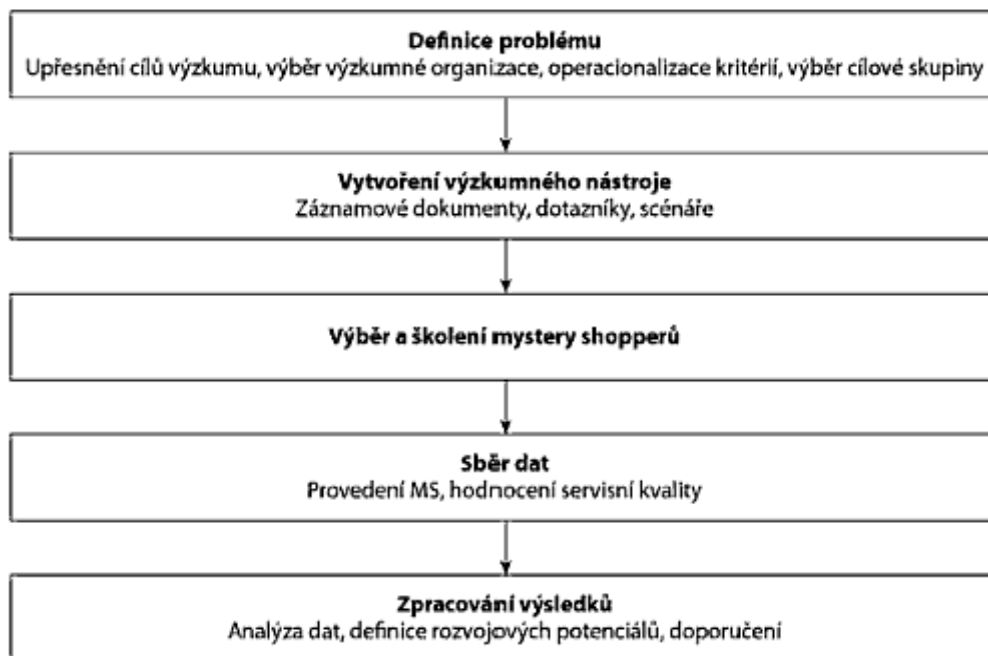 Definice problému
Upřesnění cílů výzkumu, výběr výzkumné organizace, operacionalizace kritérií, výběr cílové skupiny
Vytvoření výzkumného nástroje
Záznamové dokumenty, dotazníky, scénáře
Výběr a školení mystery shopperů
Sběr dat
Provedení MS, hodnocení servisní kvality
Zpracování výsledků
Analýza dat, definice rozvojových potenciálů, doporučení